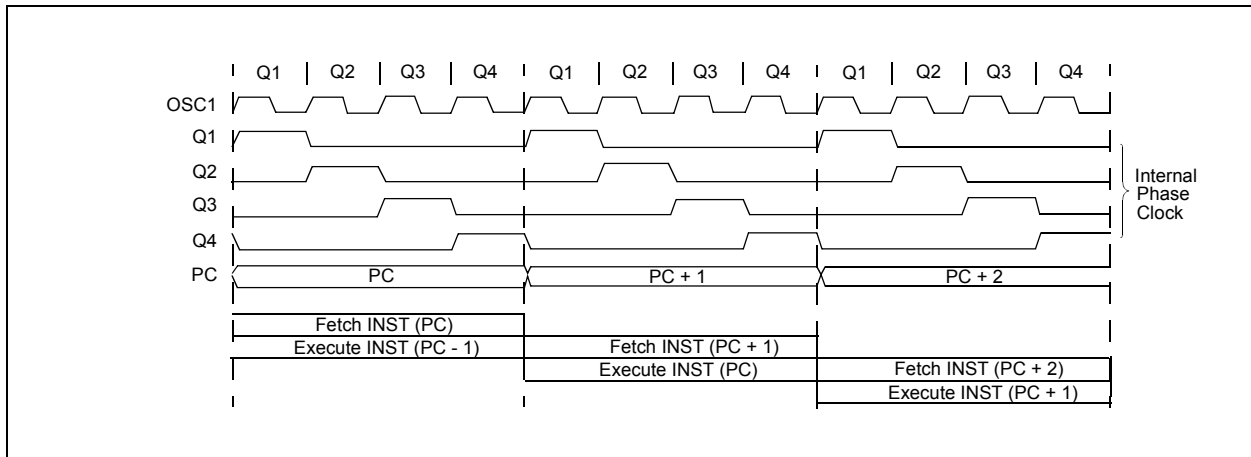 Q1 Q2 Q3 Q4 Q1 Q2 Q3 Q4 Q1 Q2 Q3 Q4
OSC1
Q1
Q2
Q3
Q4
Internal
Phase
Clock
PC PC PC + 1 PC + 2
Fetch INST (PC)
Execute INST (PC - 1) Fetch INST (PC + 1)
Execute INST (PC) Fetch INST (PC + 2)
Execute INST (PC + 1)